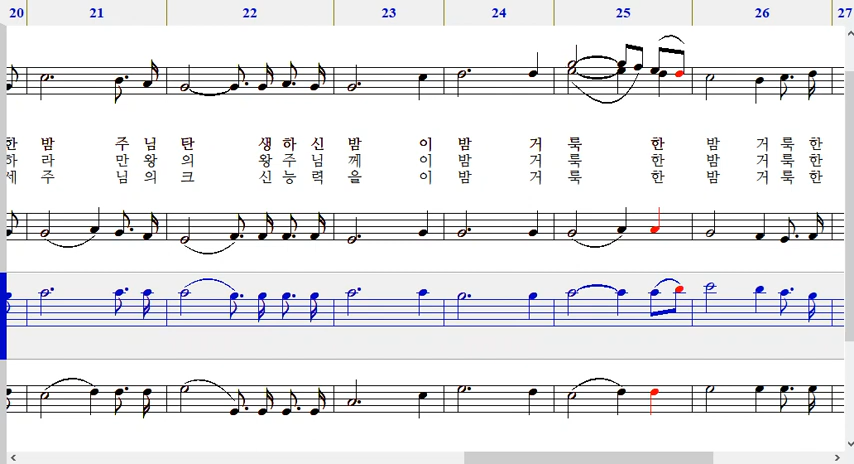 20 21 22 23 24 25 26 27
한 밤 주 님 탄 생 하 신 밤 이 밤 거 룩 한 밤 거 룩 한
하 라 만 왕 의 왕 주 님 께 이 밤 거 룩 한 밤 거 룩 한
세 주 님 의 크 신 능 력 을 이 밤 거 룩 한 밤 거 룩 한